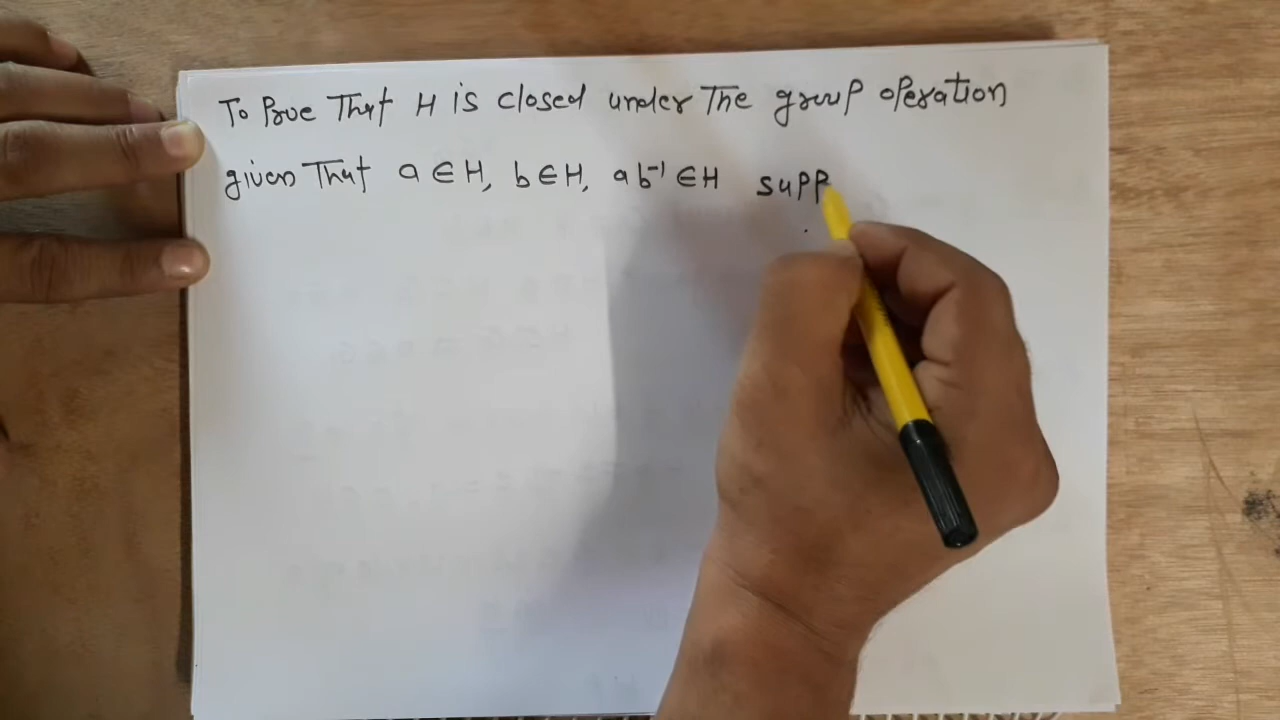 To Prove That H is closed under The group operation
given That a ∈ H, b ∈ H, ab⁻¹ ∈ H supp